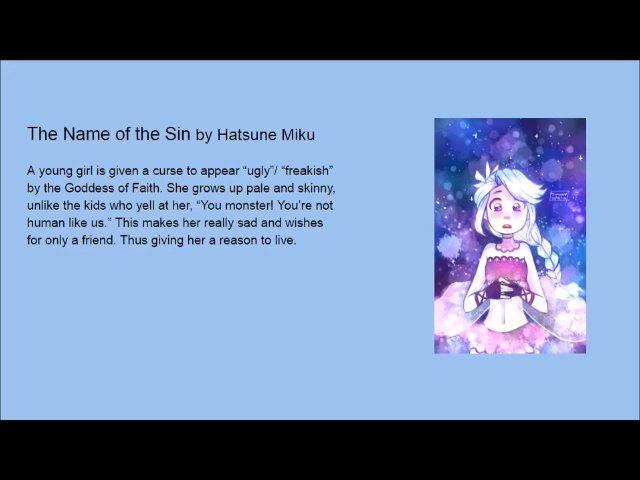 The Name of the Sin by Hatsune Miku
A young girl is given a curse to appear “ugly”/ “freakish”
by the Goddess of Faith. She grows up pale and skinny,
unlike the kids who yell at her, “You monster! You’re not
human like us.” This makes her really sad and wishes
for only a friend. Thus giving her a reason to live.